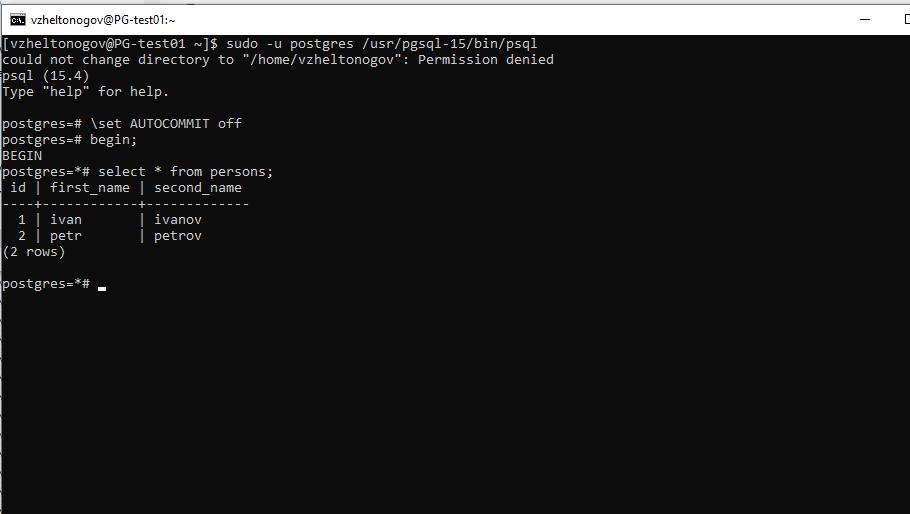 vzheltonogov@PG-test01:~
[vzheltonogov@PG-test01 ~]$ sudo -u postgres /usr/pgsql-15/bin/psql
could not change directory to "/home/vzheltonogov": Permission denied
psql (15.4)
Type "help" for help.
postgres=# \set AUTOCOMMIT off
postgres=# begin;
BEGIN
postgres=*# select * from persons;
 id | first_name | second_name
----+------------+-------------
  1 | ivan       | ivanov
  2 | petr       | petrov
(2 rows)
postgres=*#